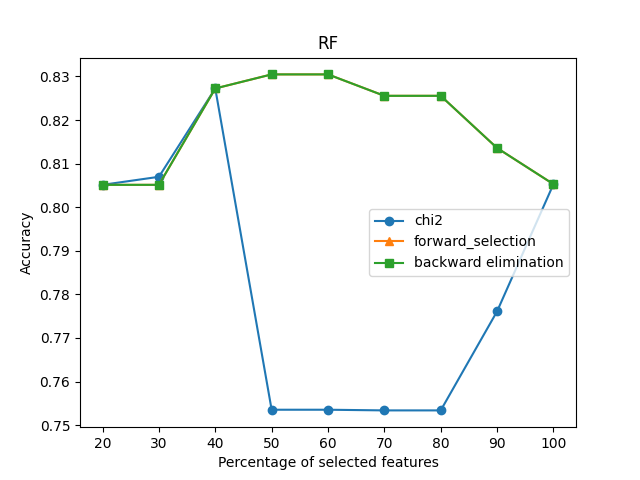 RF
Accuracy
0.83
0.82
0.81
0.80
0.79
0.78
0.77
0.76
0.75
chi2
forward_selection
backward elimination
20 30 40 50 60 70 80 90 100
Percentage of selected features